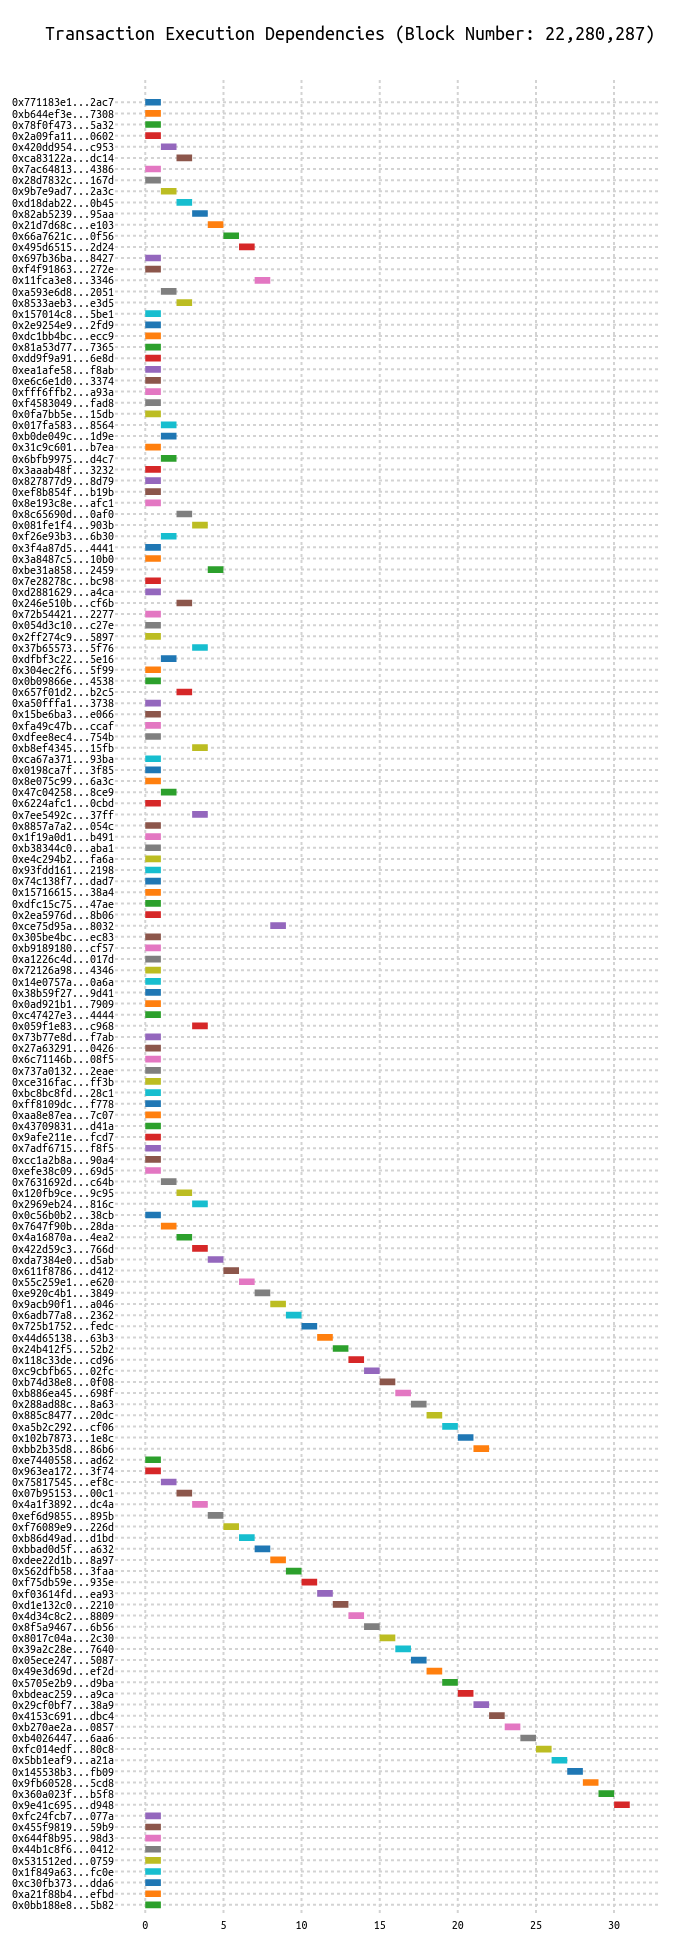 Transaction Execution Dependencies (Block Number: 22,280,287)
0x771183e1...2ac7
0xb644ef3e...7308
0x78f0f473...5a32
0x2a09fa11...0602
0x420dd954...c953
0xca83122a...dc14
0x7ac64813...4386
0x28d7832c...167d
0x9b7e9ad7...2a3c
0xd18dab22...0b45
0x82ab5239...95aa
0x21d7d68c...e103
0x66a7621c...0f56
0x495d6515...2d24
0x697b36ba...8427
0xf4f91863...272e
0x11fca3e8...3346
0xa593e6d8...2051
0x8533aeb3...e3d5
0x157014c8...5be1
0x2e9254e9...2fd9
0xdc1bb4bc...ecc9
0x81a53d77...7365
0xdd9f9a91...6e8d
0xea1afe58...f8ab
0xe6c6e1d0...3374
0xfff6ffb2...a93a
0xf4583049...fad8
0x0fa7bb5e...15db
0x017fa583...8564
0xb0de049c...1d9e
0x31c9c601...b7ea
0x6bfb9975...d4c7
0x3aaab48f...3232
0x827877d9...8d79
0xef8b854f...b19b
0x8e193c8e...afc1
0x8c65690d...0af0
0x081fe1f4...903b
0xf26e93b3...6b30
0x3f4a87d5...4441
0x3a8487c5...10b0
0xbe31a858...2459
0x7e28278c...bc98
0xd2881629...a4ca
0x246e510b...cf6b
0x72b54421...2277
0x054d3c10...c27e
0x2ff274c9...5897
0x37b65573...5f76
0xdfbf3c22...5e16
0x304ec2f6...5f99
0x0b09866e...4538
0x657f01d2...b2c5
0xa50fffa1...3738
0x15be6ba3...e066
0xfa49c47b...ccaf
0xdfee8ec4...754b
0xb8ef4345...15fb
0xca67a371...93ba
0x0198ca7f...3f85
0x8e075c99...6a3c
0x47c04258...8ce9
0x6224afc1...0cbd
0x7ee5492c...37ff
0x8857a7a2...054c
0x1f19a0d1...b491
0xb38344c0...aba1
0xe4c294b2...fa6a
0x93fdd161...2198
0x74c138f7...dad7
0x15716615...38a4
0xdfc15c75...47ae
0x2ea5976d...8b06
0xce75d95a...8032
0x305be4bc...ec83
0xb9189180...cf57
0xa1226c4d...017d
0x72126a98...4346
0x14e0757a...0a6a
0x38b59f27...9d41
0x0ad921b1...7909
0xc47427e3...4444
0x059f1e83...c968
0x73b77e8d...f7ab
0x27a63291...0426
0x6c71146b...08f5
0x737a0132...2eae
0xce316fac...ff3b
0xbc8bc8fd...28c1
0xff8109dc...f778
0xaa8e87ea...7c07
0x43709831...d41a
0x9afe211e...fcd7
0x7adf6715...f8f5
0xcc1a2b8a...90a4
0xefe38c09...69d5
0x7631692d...c64b
0x120fb9ce...9c95
0x2969eb24...816c
0x0c56b0b2...38cb
0x7647f90b...28da
0x4a16870a...4ea2
0x422d59c3...766d
0xda7384e0...d5ab
0x611f8786...d412
0x55c259e1...e620
0xe920c4b1...3849
0x9acb90f1...a046
0x6adb77a8...2362
0x725b1752...fedc
0x44d65138...63b3
0x24b412f5...52b2
0x118c33de...cd96
0xc9cbfb65...02fc
0xb74d38e8...0f08
0xb886ea45...698f
0x288ad88c...8a63
0x885c8477...20dc
0xa5b2c292...cf06
0x102b7873...1e8c
0xbb2b35d8...86b6
0xe7440558...ad62
0x963ea172...3f74
0x75817545...ef8c
0x07b95153...00c1
0x4a1f3892...dc4a
0xef6d9855...895b
0xf76089e9...226d
0xb86d49ad...d1bd
0xbbad0d5f...a632
0xdee22d1b...8a97
0x562dfb58...3faa
0xf75db59e...935e
0xf03614fd...ea93
0xd1e132c0...2210
0x4d34c8c2...8809
0x8f5a9467...6b56
0x8017c04a...2c30
0x39a2c28e...7640
0x05ece247...5087
0x49e3d69d...ef2d
0x5705e2b9...d9ba
0xbdeac259...a9ca
0x29cf0bf7...38a9
0x4153c691...dbc4
0xb270ae2a...0857
0xb4026447...6aa6
0xfc014edf...80c8
0x5bb1eaf9...a21a
0x145538b3...fb09
0x9fb60528...5cd8
0x360a023f...b5f8
0x9e41c695...d948
0xfc24fcb7...077a
0x455f9819...59b9
0x644f8b95...98d3
0x44b1c8f6...0412
0x531512ed...0759
0x1f849a63...fc0e
0xc30fb373...dda6
0xa21f88b4...efbd
0x0bb188e8...5b82
0 5 10 15 20 25 30